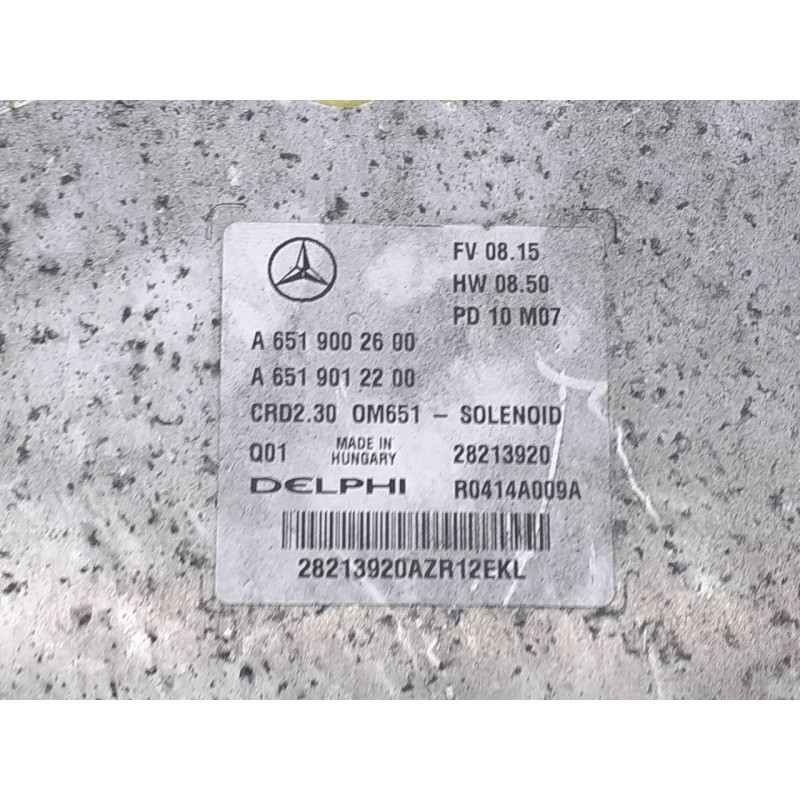 FV 08.15
HW 08.50
PD 10 M07
A 651 900 26 00
A 651 901 22 00
CRD2.30 OM651 - SOLENOID
Q01 MADE IN HUNGARY 28213920
DELPHI R0414A009A
28213920AZR12EKL